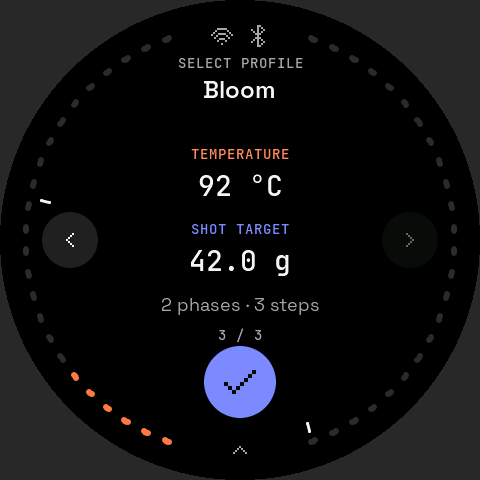 SELECT PROFILE
Bloom
TEMPERATURE
92 °C
SHOT TARGET
42.0 g
2 phases · 3 steps
3 / 3